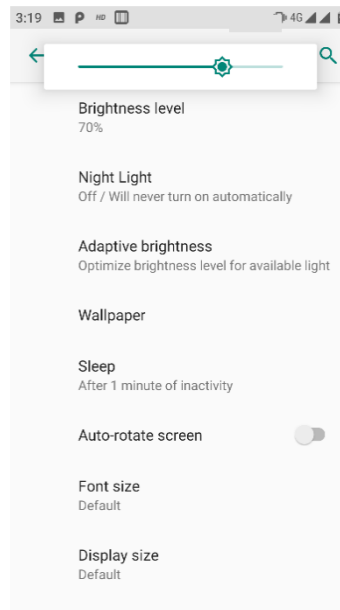 3:19 P HD 4G
Brightness level
70%
Night Light
Off / Will never turn on automatically
Adaptive brightness
Optimize brightness level for available light
Wallpaper
Sleep
After 1 minute of inactivity
Auto-rotate screen
Font size
Default
Display size
Default